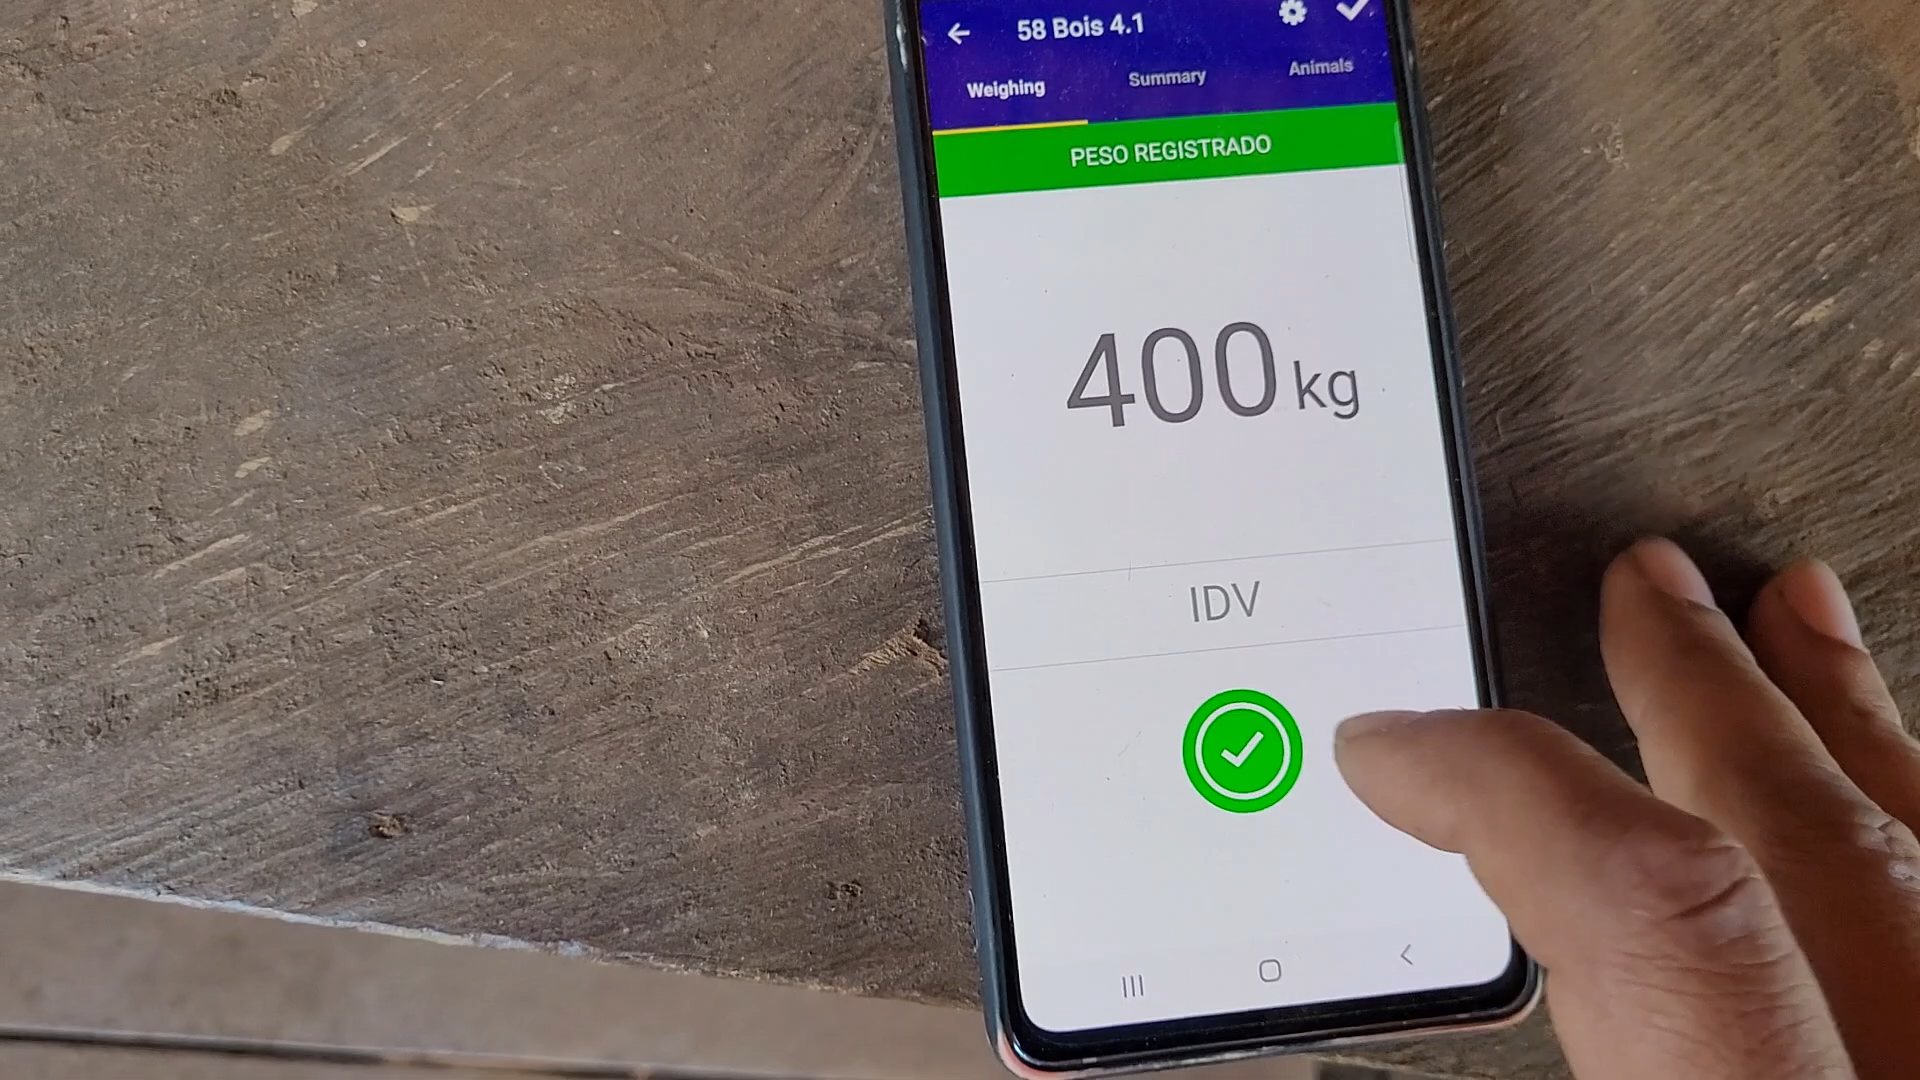 58 Bois 4.1
Weighing Summary Animals
PESO REGISTRADO
400 kg
IDV